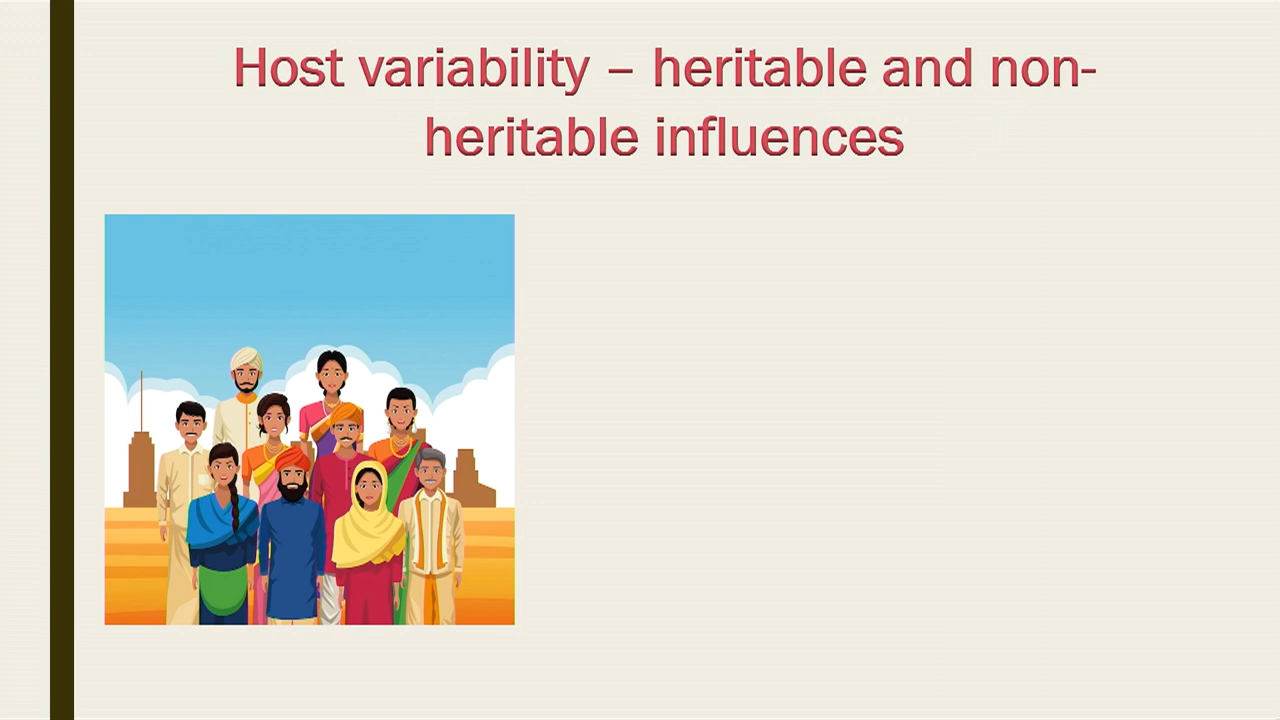 Host variability – heritable and non-
heritable influences